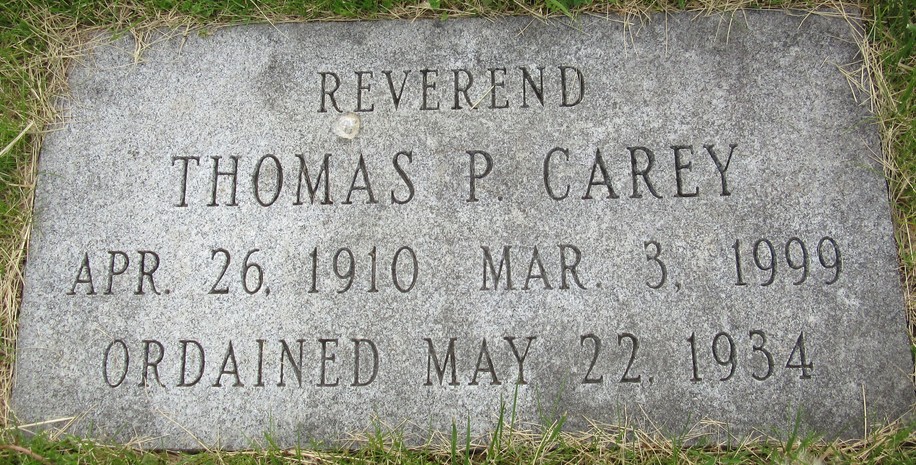 REVEREND
THOMAS P. CAREY
APR. 26, 1910 MAR. 3, 1999
ORDAINED MAY 22, 1934